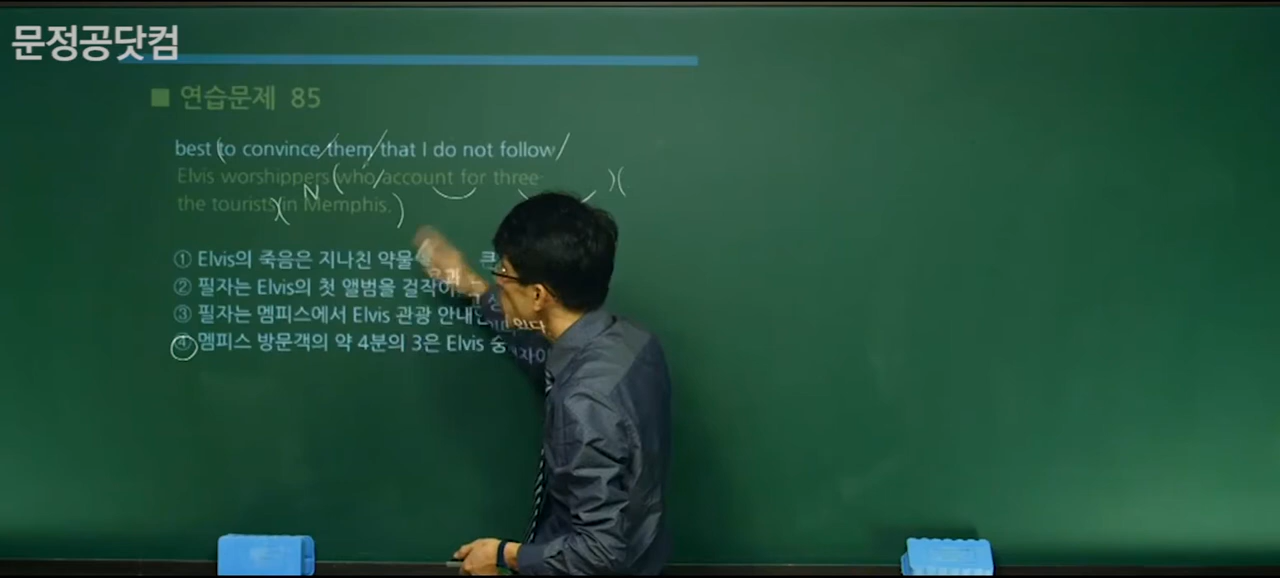 문정공닷컴
■ 연습문제 85
best (to convince/them/that I do not follow/
Elvis worshippers(who/account for three- )(
the tourists)(in Memphis.) N
① Elvis의 죽음은 지나친 약물
② 필자는 Elvis의 첫 앨범을 걸작이
③ 필자는 멤피스에서 Elvis 관광 안내
④ 멤피스 방문객의 약 4분의 3은 Elvis 숭